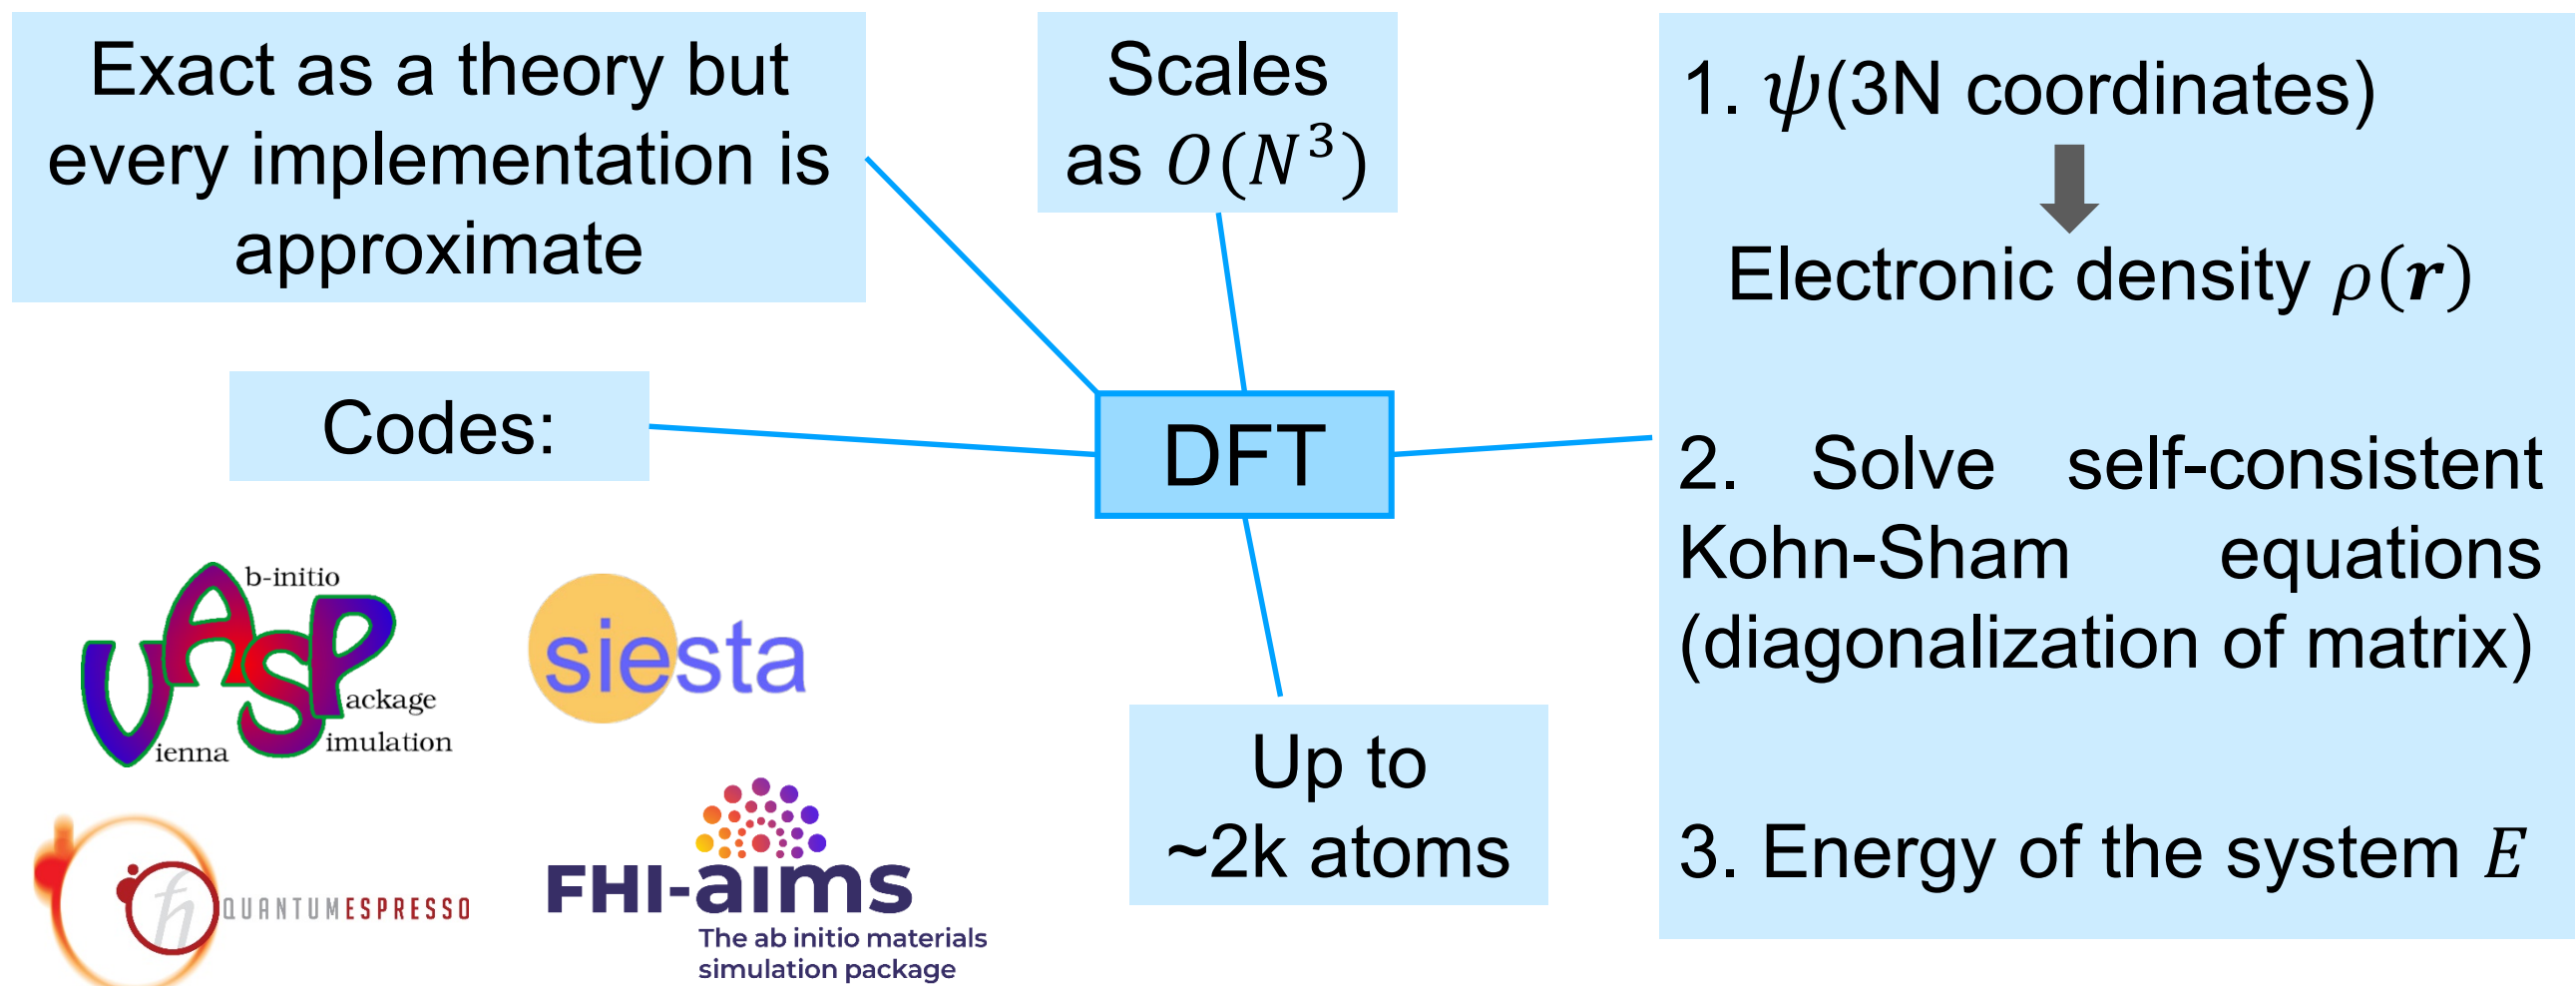 Exact as a theory but
every implementation is
approximate
Scales
as O(N³)
1. ψ(3N coordinates)
Electronic density ρ(r)
2. Solve self-consistent
Kohn-Sham equations
(diagonalization of matrix)
3. Energy of the system E
Codes:
DFT
Up to
~2k atoms
VASP
b-initio
ackage
imulation
ienna
siesta
ħ
QUANTUMESPRESSO
FHI-aims
The ab initio materials
simulation package